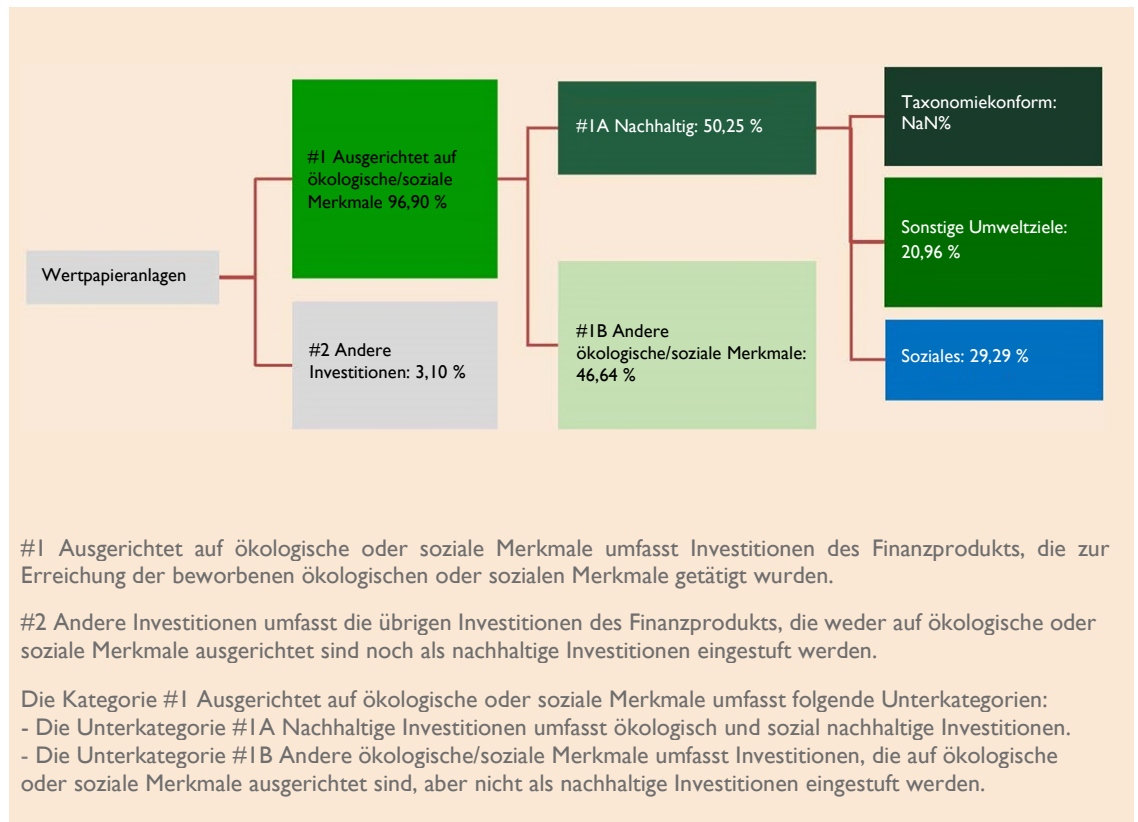 Wertpapieranlagen
#1 Ausgerichtet auf
ökologische/soziale
Merkmale 96,90 %
#2 Andere
Investitionen: 3,10 %
#1A Nachhaltig: 50,25 %
#1B Andere
ökologische/soziale Merkmale:
46,64 %
Taxonomiekonform:
NaN%
Sonstige Umweltziele:
20,96 %
Soziales: 29,29 %
#1 Ausgerichtet auf ökologische oder soziale Merkmale umfasst Investitionen des Finanzprodukts, die zur
Erreichung der beworbenen ökologischen oder sozialen Merkmale getätigt wurden.
#2 Andere Investitionen umfasst die übrigen Investitionen des Finanzprodukts, die weder auf ökologische oder
soziale Merkmale ausgerichtet sind noch als nachhaltige Investitionen eingestuft werden.
Die Kategorie #1 Ausgerichtet auf ökologische oder soziale Merkmale umfasst folgende Unterkategorien:
- Die Unterkategorie #1A Nachhaltige Investitionen umfasst ökologisch und sozial nachhaltige Investitionen.
- Die Unterkategorie #1B Andere ökologische/soziale Merkmale umfasst Investitionen, die auf ökologische
oder soziale Merkmale ausgerichtet sind, aber nicht als nachhaltige Investitionen eingestuft werden.